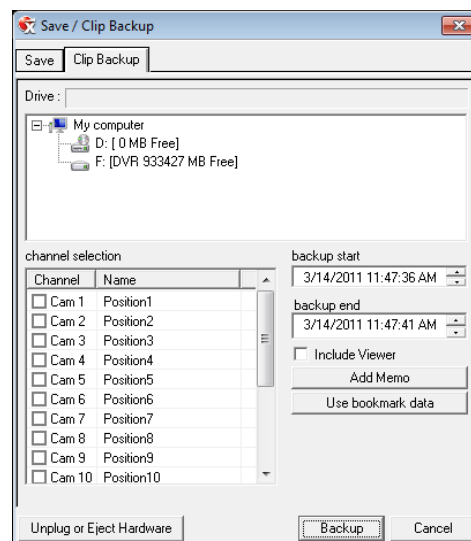 Save / Clip Backup
Save Clip Backup
Drive :
My computer
D: [ 0 MB Free]
F: [DVR 933427 MB Free]
channel selection
Channel Name
Cam 1 Position1
Cam 2 Position2
Cam 3 Position3
Cam 4 Position4
Cam 5 Position5
Cam 6 Position6
Cam 7 Position7
Cam 8 Position8
Cam 9 Position9
Cam 10 Position10
backup start
3/14/2011 11:47:36 AM
backup end
3/14/2011 11:47:41 AM
Include Viewer
Add Memo
Use bookmark data
Unplug or Eject Hardware
Backup
Cancel